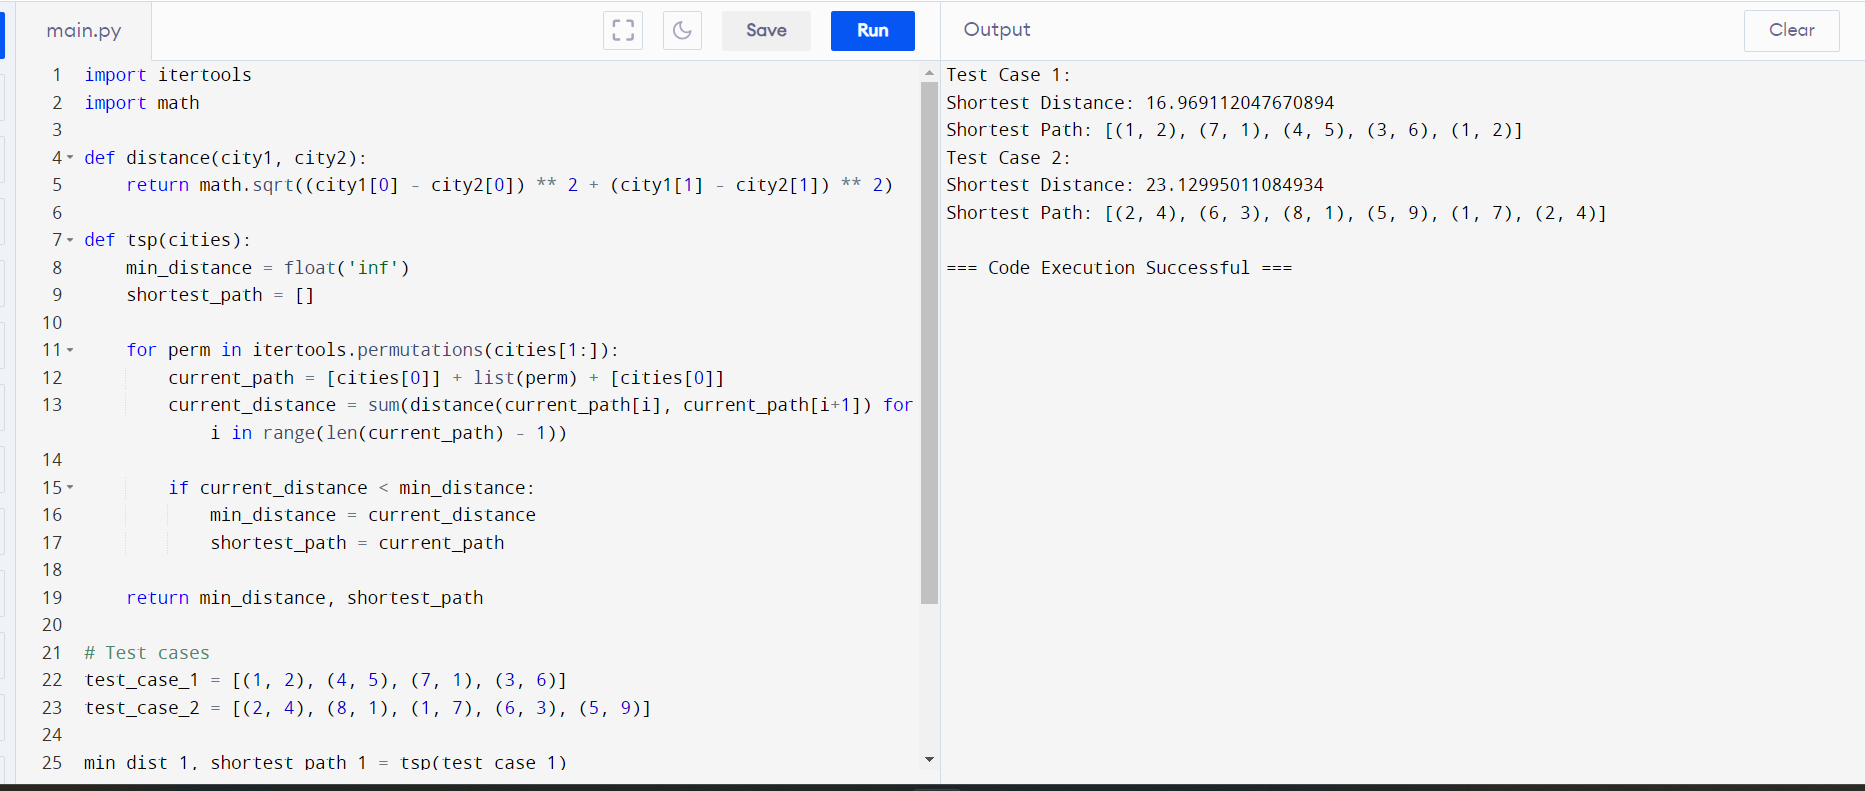 main.py
Save
Run
1 import itertools
2 import math
3
4 def distance(city1, city2):
5     return math.sqrt((city1[0] - city2[0]) ** 2 + (city1[1] - city2[1]) ** 2)
6
7 def tsp(cities):
8     min_distance = float('inf')
9     shortest_path = []
10
11     for perm in itertools.permutations(cities[1:]):
12         current_path = [cities[0]] + list(perm) + [cities[0]]
13         current_distance = sum(distance(current_path[i], current_path[i+1]) for
            i in range(len(current_path) - 1))
14
15         if current_distance < min_distance:
16             min_distance = current_distance
17             shortest_path = current_path
18
19     return min_distance, shortest_path
20
21 # Test cases
22 test_case_1 = [(1, 2), (4, 5), (7, 1), (3, 6)]
23 test_case_2 = [(2, 4), (8, 1), (1, 7), (6, 3), (5, 9)]
24
25 min_dist_1, shortest_path_1 = tsp(test_case_1)
Output
Clear
Test Case 1:
Shortest Distance: 16.969112047670894
Shortest Path: [(1, 2), (7, 1), (4, 5), (3, 6), (1, 2)]
Test Case 2:
Shortest Distance: 23.12995011084934
Shortest Path: [(2, 4), (6, 3), (8, 1), (5, 9), (1, 7), (2, 4)]
=== Code Execution Successful ===